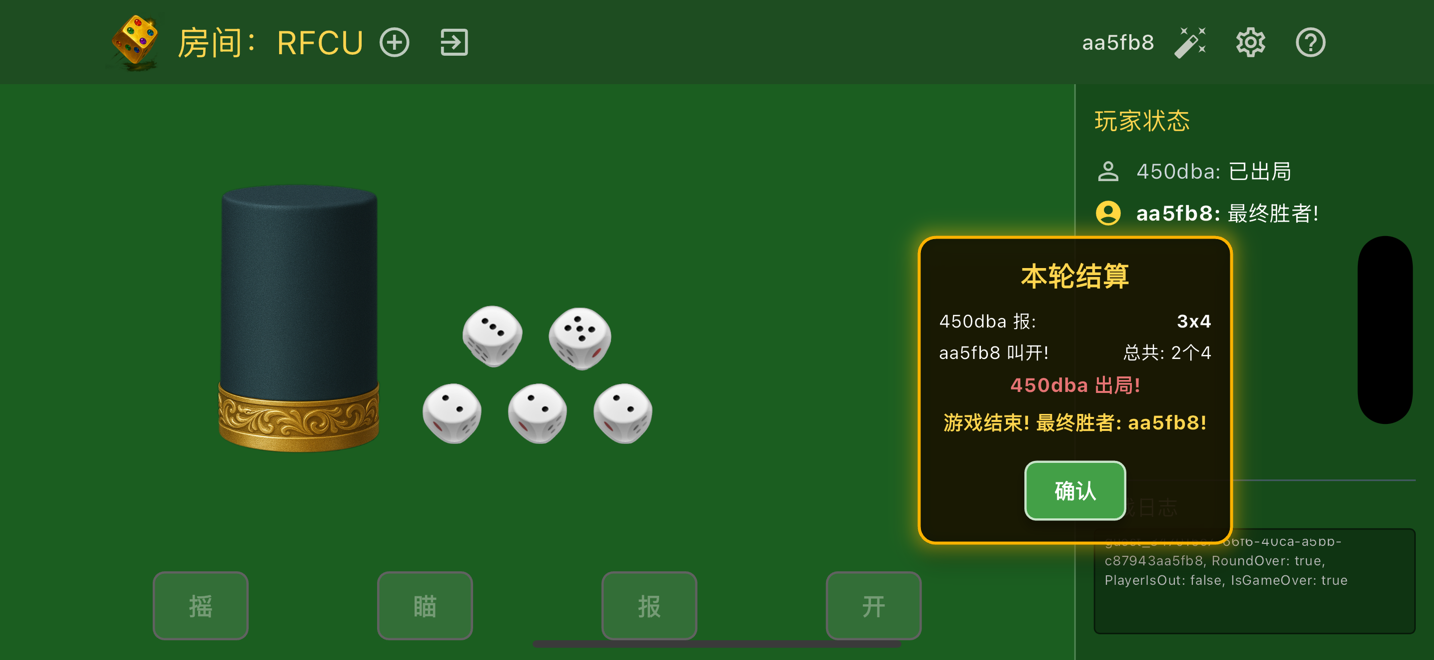 房间：RFCU
aa5fb8
玩家状态
450dba: 已出局
aa5fb8: 最终胜者!
本轮结算
450dba 报: 3x4
aa5fb8 叫开! 总共: 2个4
450dba 出局!
游戏结束! 最终胜者: aa5fb8!
确认
日志
c87943aa5fb8, RoundOver: true,
PlayerIsOut: false, IsGameOver: true
摇
瞄
报
开